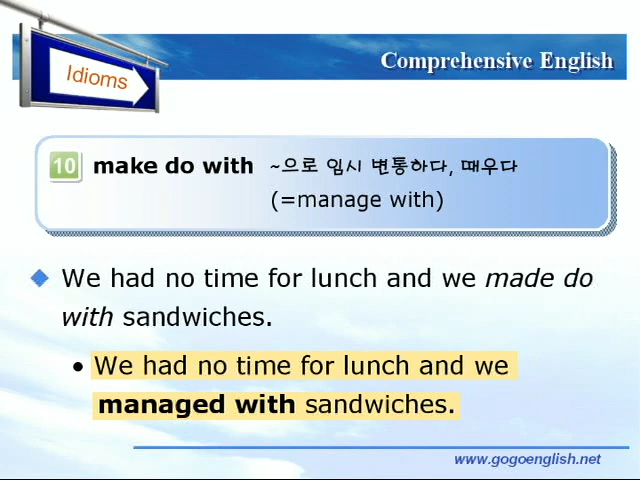 Idioms
Comprehensive English
10 make do with ~으로 임시 변통하다, 때우다
(=manage with)
We had no time for lunch and we made do
with sandwiches.
• We had no time for lunch and we
managed with sandwiches.
www.gogoenglish.net